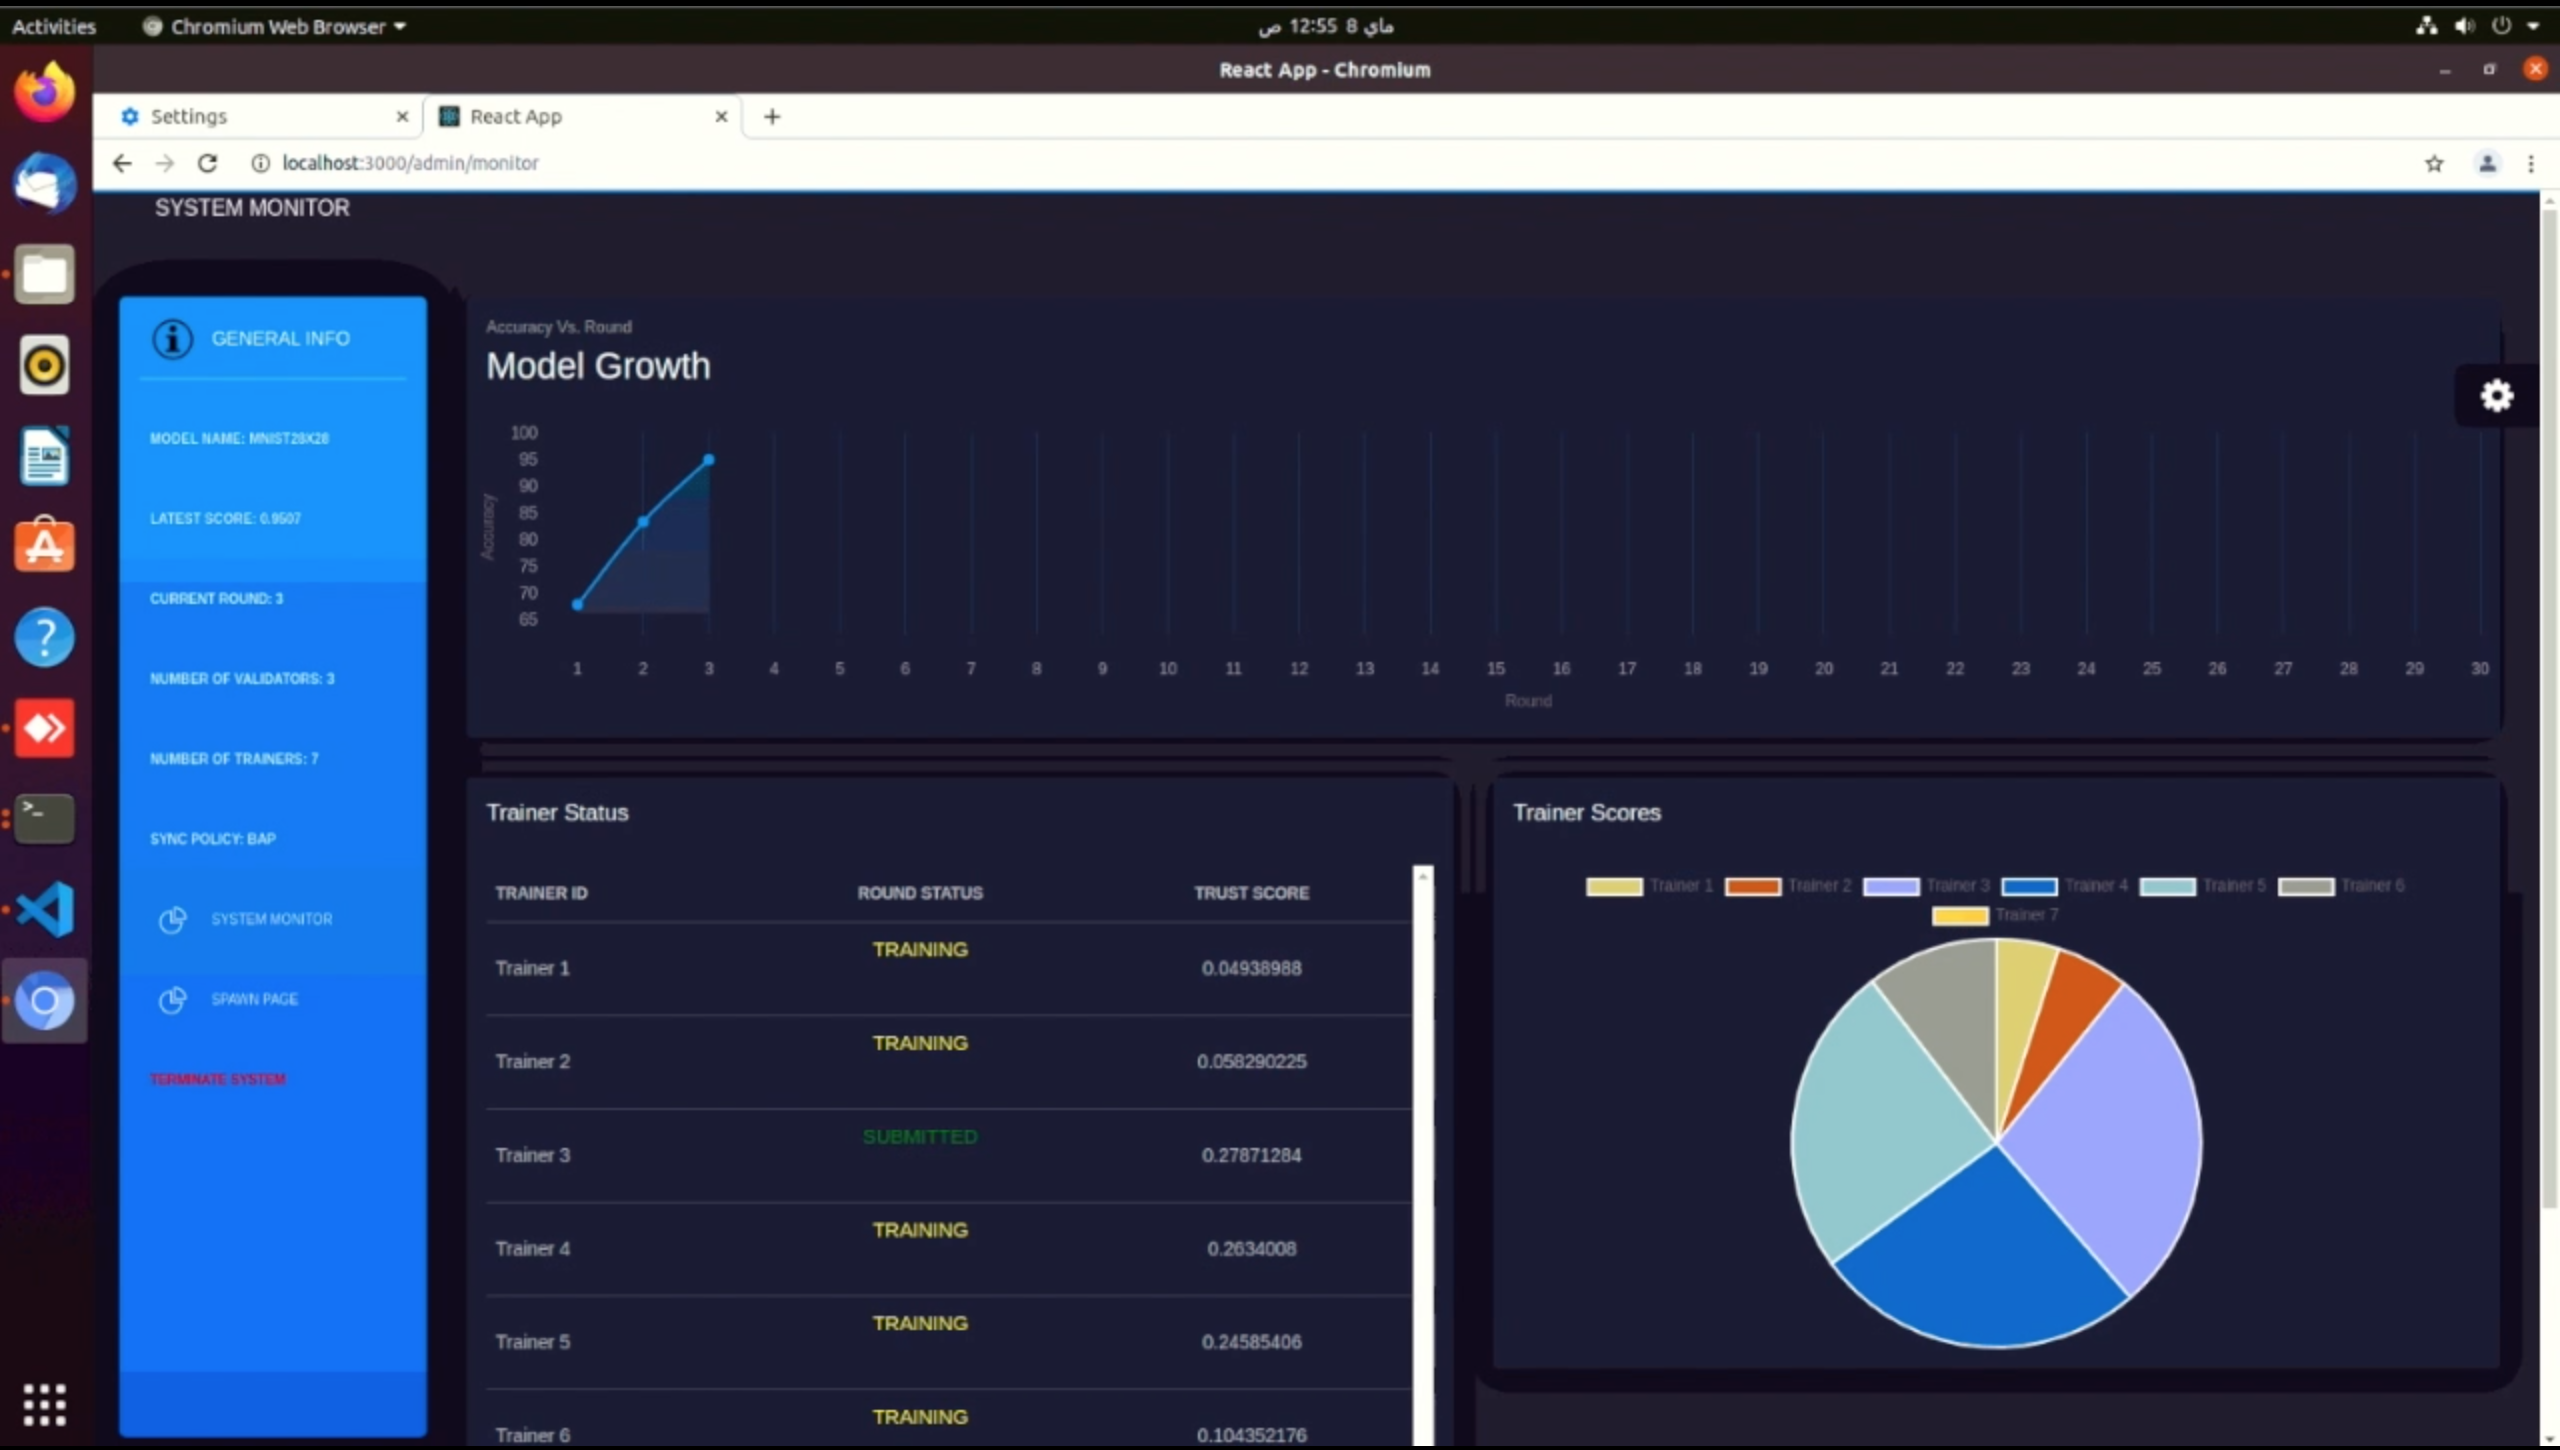 Activities
Chromium Web Browser
ماي 8 12:55 ص
React App - Chromium
Settings
React App
localhost:3000/admin/monitor
SYSTEM MONITOR
GENERAL INFO
MODEL NAME: MNIST28X28
LATEST SCORE: 0.9507
CURRENT ROUND: 3
NUMBER OF VALIDATORS: 3
NUMBER OF TRAINERS: 7
SYNC POLICY: BAP
SYSTEM MONITOR
SPAWN PAGE
TERMINATE SYSTEM
Accuracy Vs. Round
Model Growth
Accuracy
100
95
90
85
80
75
70
65
1 2 3 4 5 6 7 8 9 10 11 12 13 14 15 16 17 18 19 20 21 22 23 24 25 26 27 28 29 30
Round
Trainer Status
TRAINER ID ROUND STATUS TRUST SCORE
Trainer 1 TRAINING 0.04938988
Trainer 2 TRAINING 0.058290225
Trainer 3 SUBMITTED 0.27871284
Trainer 4 TRAINING 0.2634008
Trainer 5 TRAINING 0.24585406
Trainer 6 TRAINING 0.104352176
Trainer Scores
Trainer 1 Trainer 2 Trainer 3 Trainer 4 Trainer 5 Trainer 6
Trainer 7